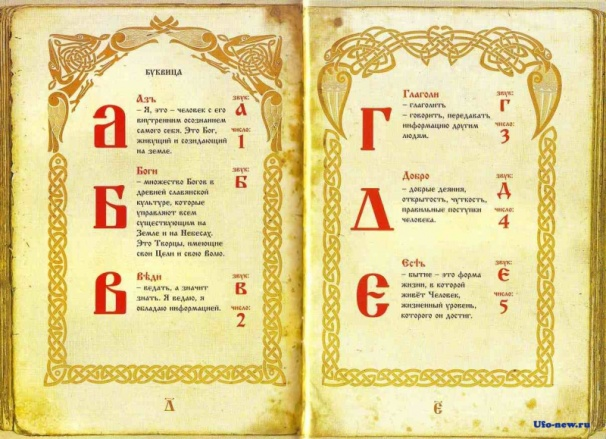 БУКВИЦА
А
Азъ
– Я, это – человек с его
внутренним осознанием
самого себя. Это Бог,
живущий и созидающий
на земле.
звук:
А
число:
1
Б
Боги
– множество Богов в
древней славянской
культуре, которые
управляют всем
существующим на
Земле и на Небесах.
Это Творцы, имеющие
свои Цели и свою Волю.
звук:
Б
В
Вѣди
– ведать, а значит
знать. Я ведаю, я
обладаю информацией.
звук:
В
число:
2
Д
Г
Глаголи
– глаголить
– говорить, передавать
информацию другим
людям.
звук:
Г
число:
3
Д
Добро
– добрые деяния,
открытость, чуткость,
правильные поступки
человека.
звук:
Д
число:
4
Є
Есть
– бытие – это форма
жизни, в которой
живёт Человек,
жизненный уровень,
которого он достиг.
звук:
Є
число:
5
Є
Ufo-new.ru